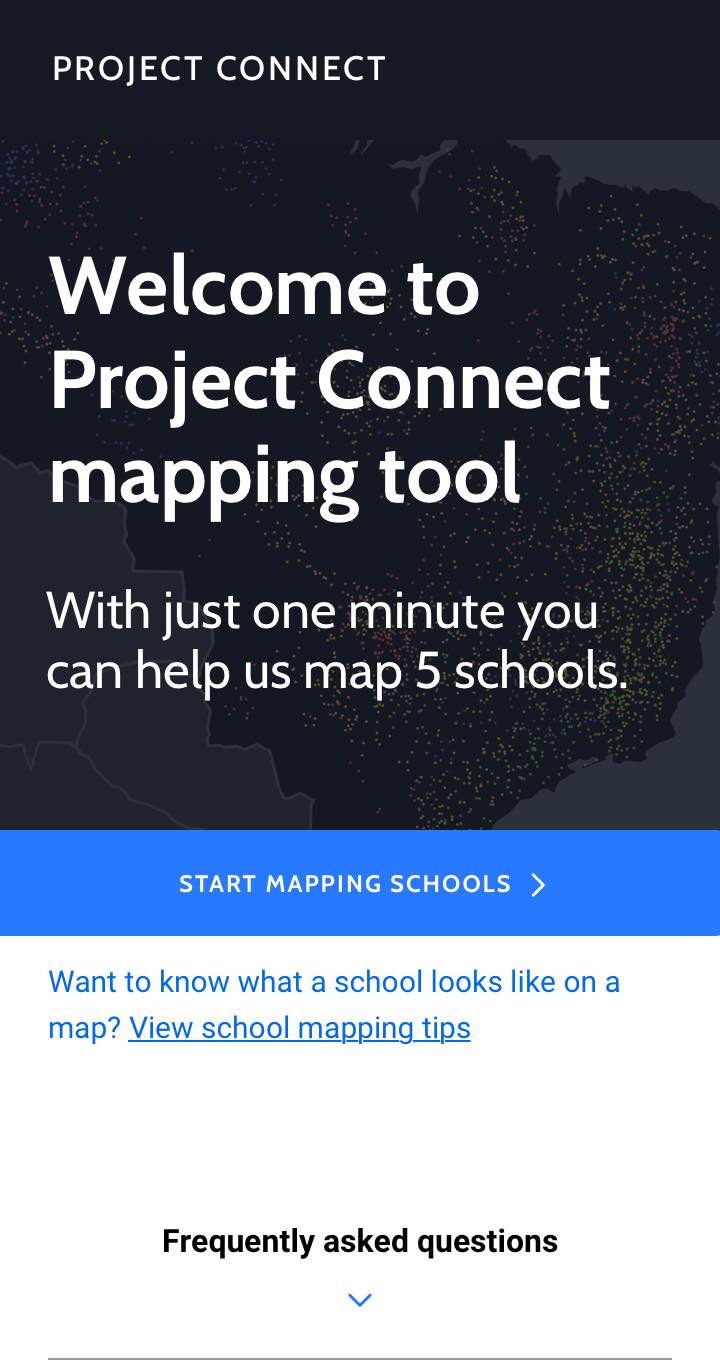 PROJECT CONNECT
Welcome to
Project Connect
mapping tool
With just one minute you
can help us map 5 schools.
START MAPPING SCHOOLS
Want to know what a school looks like on a
map? View school mapping tips
Frequently asked questions